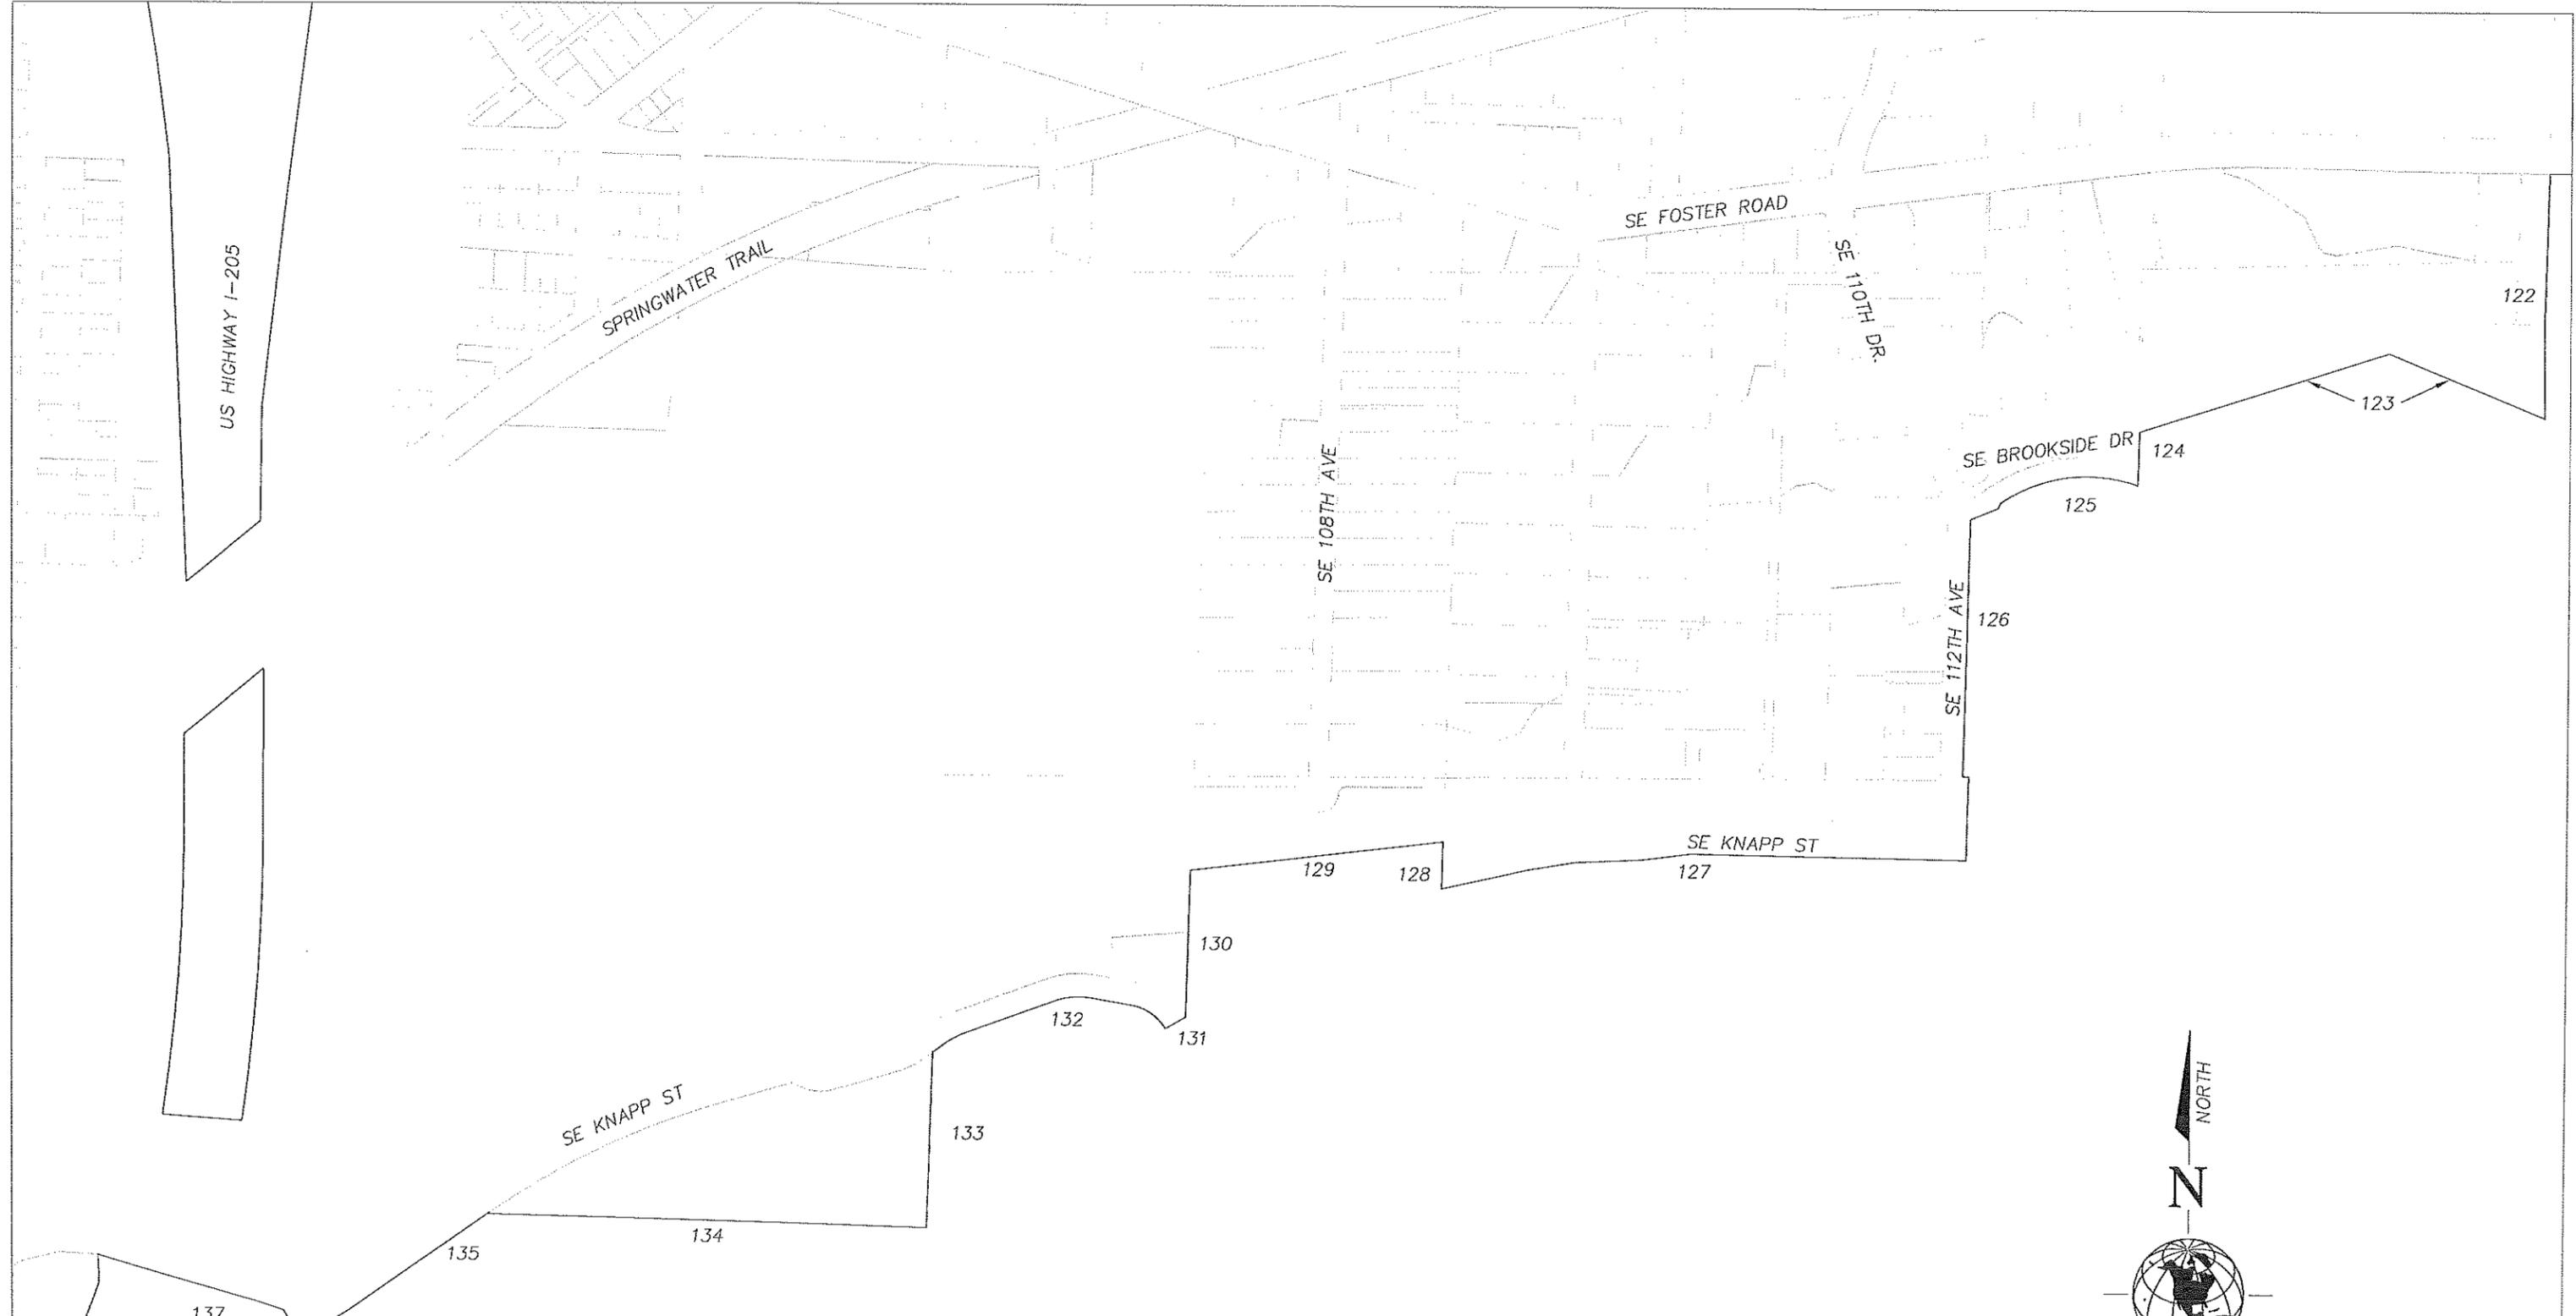 US HIGHWAY I-205
SPRINGWATER TRAIL
SE FOSTER ROAD
SE 110TH DR.
122
123
SE BROOKSIDE DR
124
125
SE 108TH AVE
SE 112TH AVE
126
SE KNAPP ST
127
128
129
130
131
132
SE KNAPP ST
133
134
135
137
NORTH
N